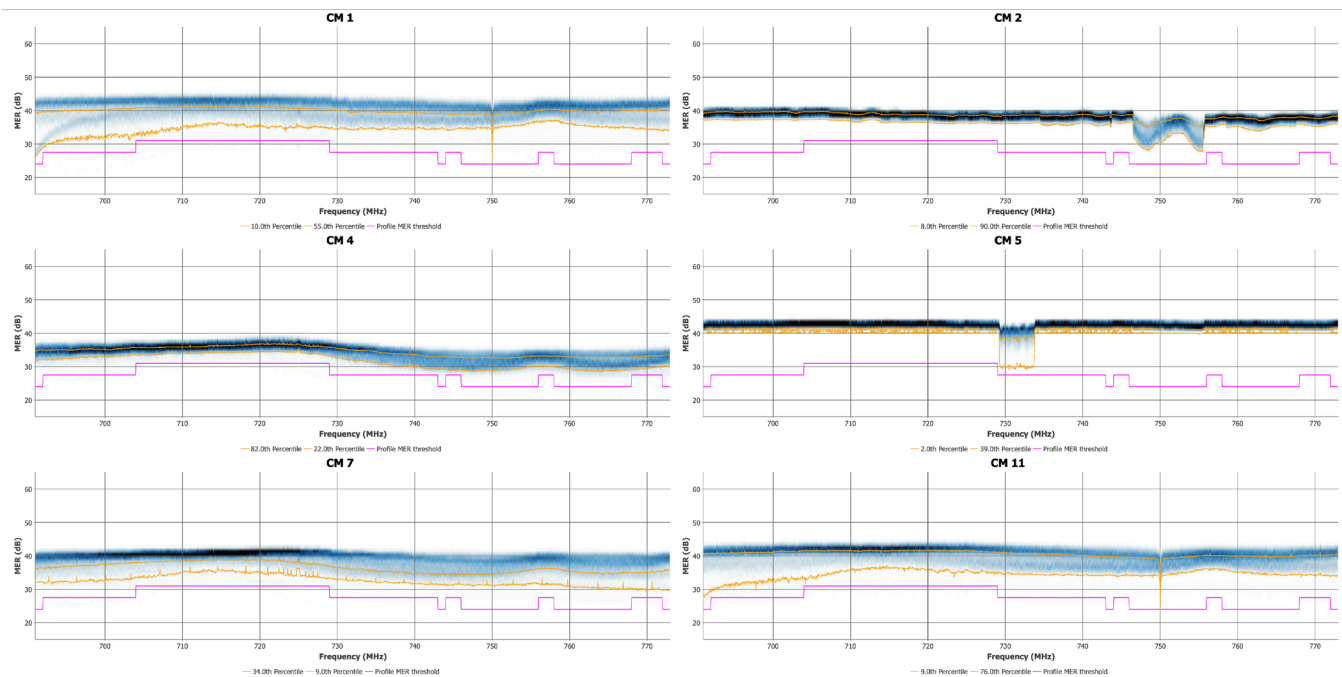 CM 1
CM 2
60
50
40
30
20
MER (dB)
700 710 720 730 740 750 760 770
Frequency (MHz)
10.0th Percentile 55.0th Percentile Profile MER threshold
60
50
40
30
20
MER (dB)
700 710 720 730 740 750 760 770
Frequency (MHz)
8.0th Percentile 90.0th Percentile Profile MER threshold
CM 4
CM 5
60
50
40
30
20
MER (dB)
700 710 720 730 740 750 760 770
Frequency (MHz)
82.0th Percentile 22.0th Percentile Profile MER threshold
60
50
40
30
20
MER (dB)
700 710 720 730 740 750 760 770
Frequency (MHz)
2.0th Percentile 39.0th Percentile Profile MER threshold
CM 7
CM 11
60
50
40
30
20
MER (dB)
700 710 720 730 740 750 760 770
Frequency (MHz)
34.0th Percentile 9.0th Percentile Profile MER threshold
60
50
40
30
20
MER (dB)
700 710 720 730 740 750 760 770
Frequency (MHz)
9.0th Percentile 76.0th Percentile Profile MER threshold